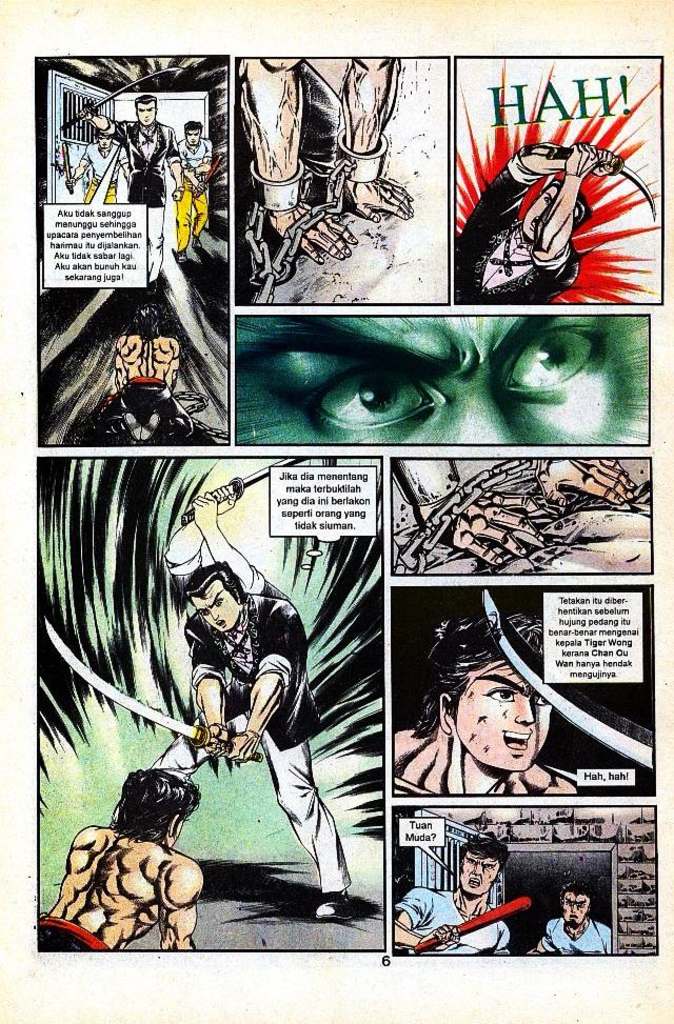 Aku tidak sanggup
menunggu sehingga
upacara penyembelihan
harimau itu dijalankan.
Aku tidak sabar lagi.
Aku akan bunuh kau
sekarang juga!
HAH!
Jika dia menentang
maka terbuktilah
yang dia ini berlakon
seperti orang yang
tidak siuman.
Tetakan itu diber-
hentikan sebelum
hujung pedang itu
benar-benar mengenai
kepala Tiger Wong
kerana Chan Ou
Wan hanya hendak
mengujinya.
Hah, hah!
Tuan
Muda?
6